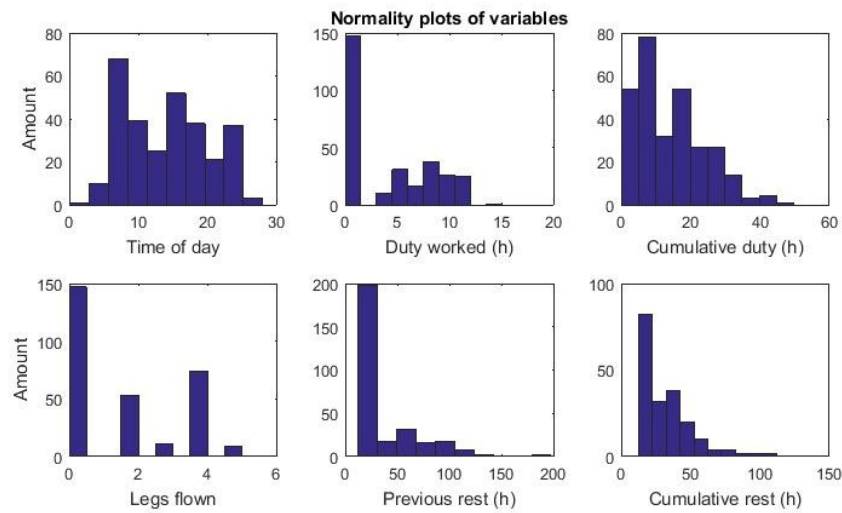 Normality plots of variables
Amount
80
60
40
20
0
0 10 20 30
Time of day
150
100
50
0
0 5 10 15 20
Duty worked (h)
80
60
40
20
0
0 20 40 60
Cumulative duty (h)
Amount
150
100
50
0
0 2 4 6
Legs flown
200
150
100
50
0
0 50 100 150 200
Previous rest (h)
100
50
0
0 50 100 150
Cumulative rest (h)